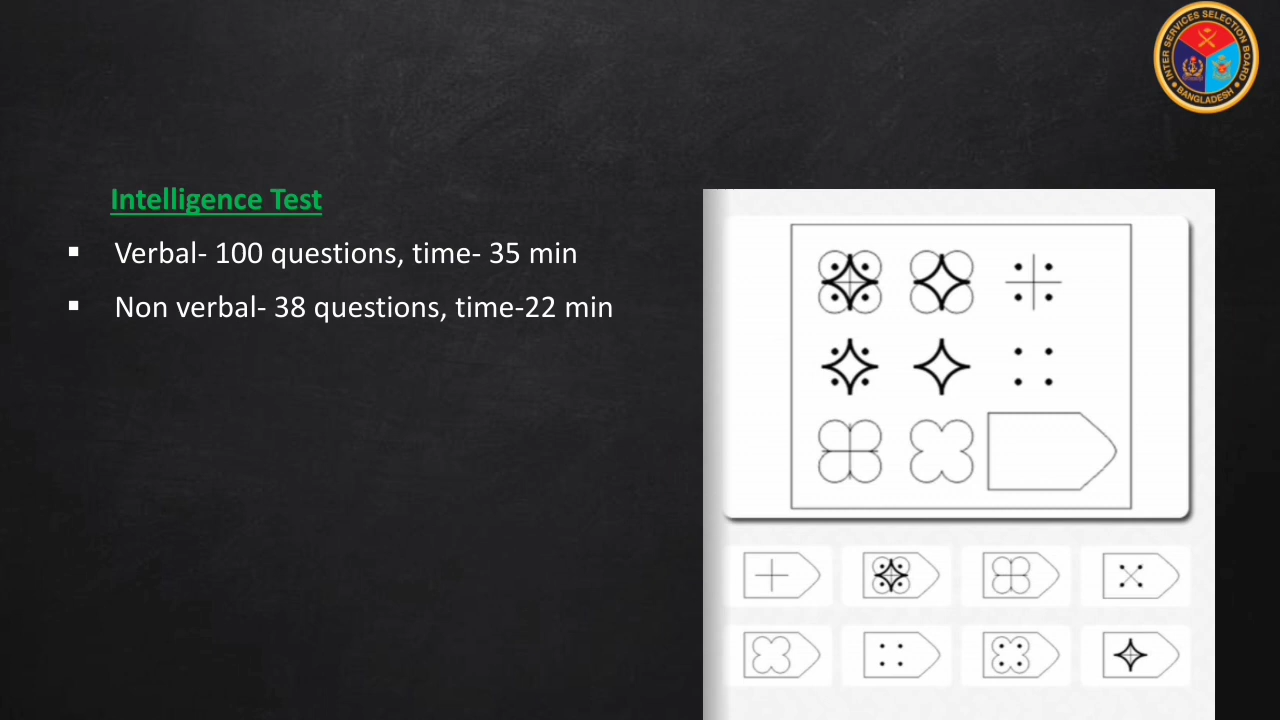 INTER SERVICES SELECTION BOARD
BANGLADESH
Intelligence Test
Verbal- 100 questions, time- 35 min
Non verbal- 38 questions, time-22 min